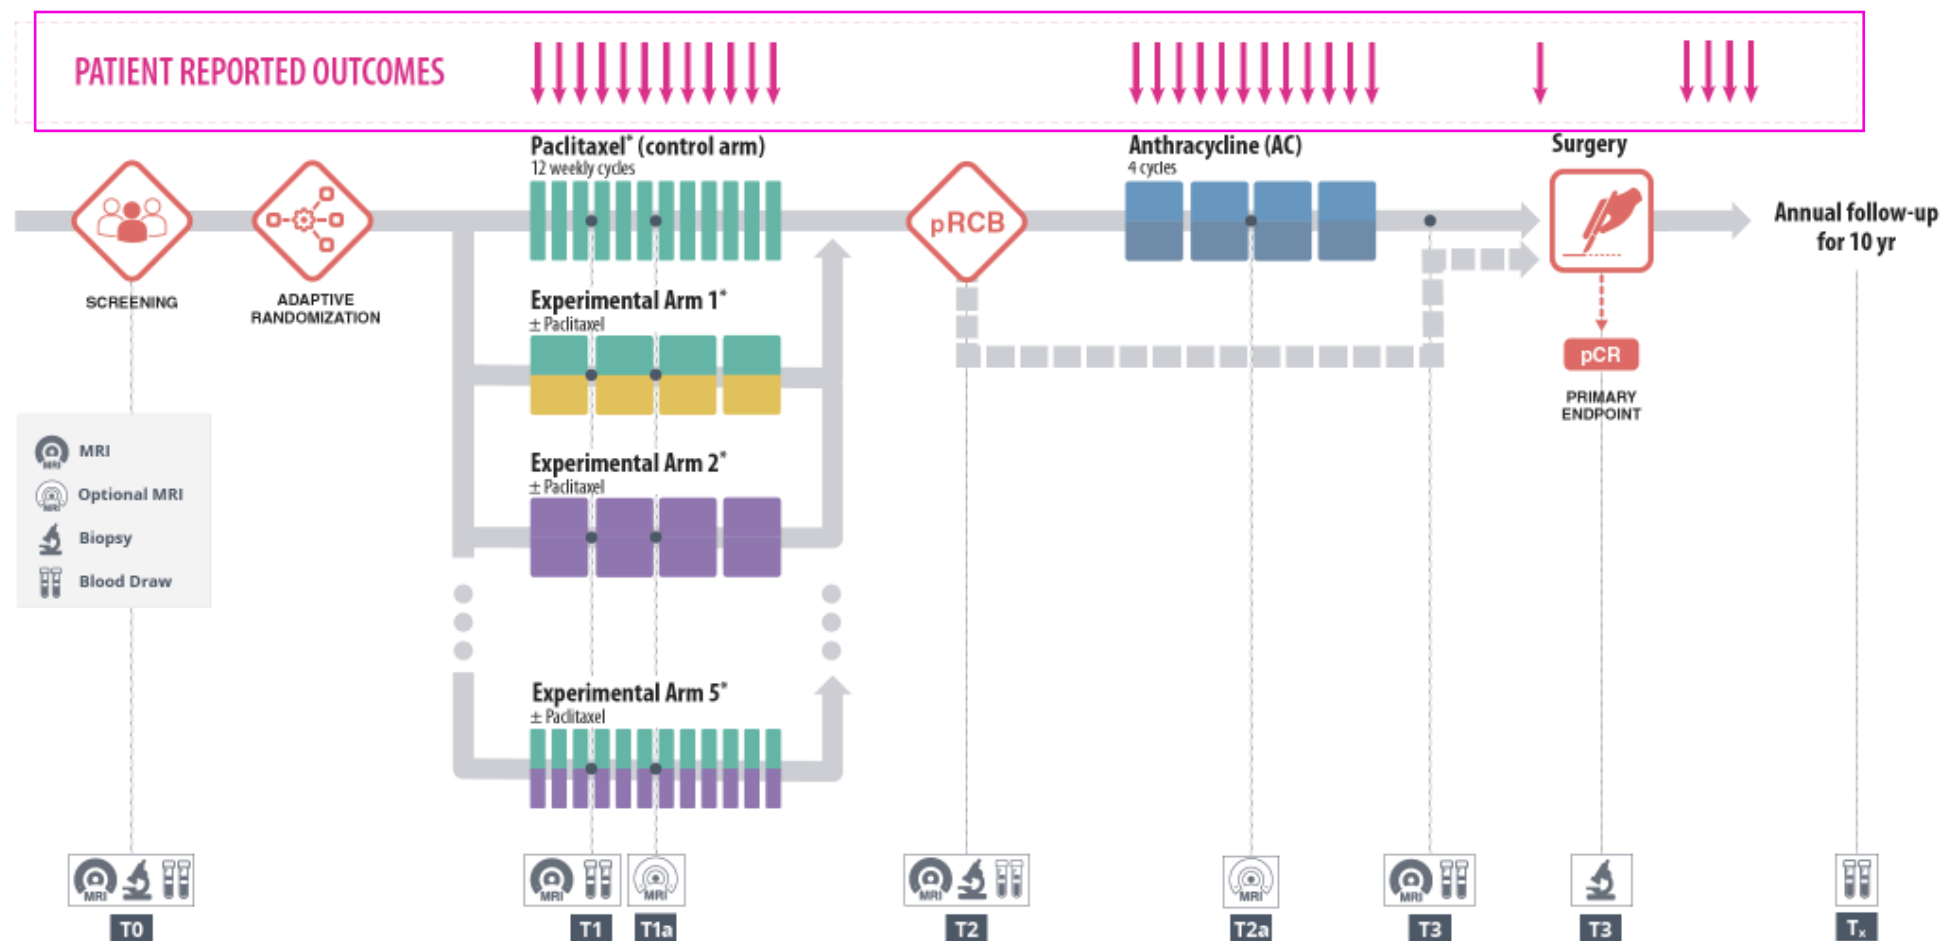 PATIENT REPORTED OUTCOMES
Paclitaxel* (control arm)
12 weekly cycles
Anthracycline (AC)
4 cycles
Surgery
pRCB
Annual follow-up
for 10 yr
SCREENING
ADAPTIVE
RANDOMIZATION
Experimental Arm 1*
± Paclitaxel
pCR
PRIMARY
ENDPOINT
MRI
MRI
Optional MRI
MRI
Biopsy
Blood Draw
Experimental Arm 2*
± Paclitaxel
Experimental Arm 5*
± Paclitaxel
MRI
MRI
MRI
MRI
MRI
MRI
T0
T1
T1a
T2
T2a
T3
T3
Tx